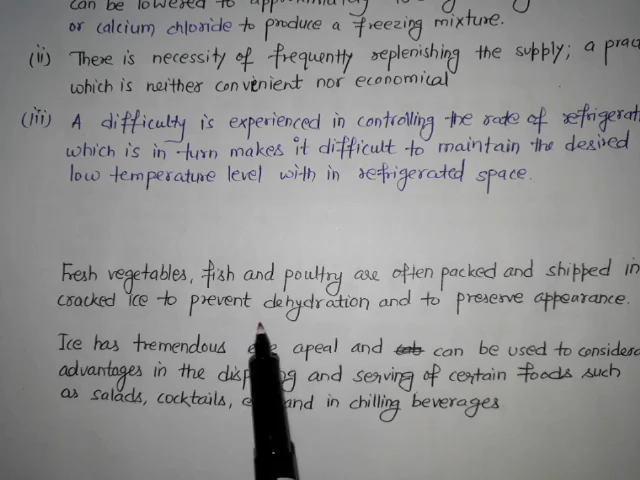 can be lowered to
or calcium chloride to produce a freezing mixture.
(ii) There is necessity of frequently replenishing the supply; a
which is neither convenient nor economical
(iii) A difficulty is experienced in controlling the rate of
which is in turn makes it difficult to maintain the desired
low temperature level with in refrigerated space.
Fresh vegetables, fish and poultry are often packed and shipped in
cracked ice to prevent dehydration and to preserve appearance.
Ice has tremendous apeal and can be used to
advantages in the and serving of certain foods such
as salads, cocktails, and in chilling beverages